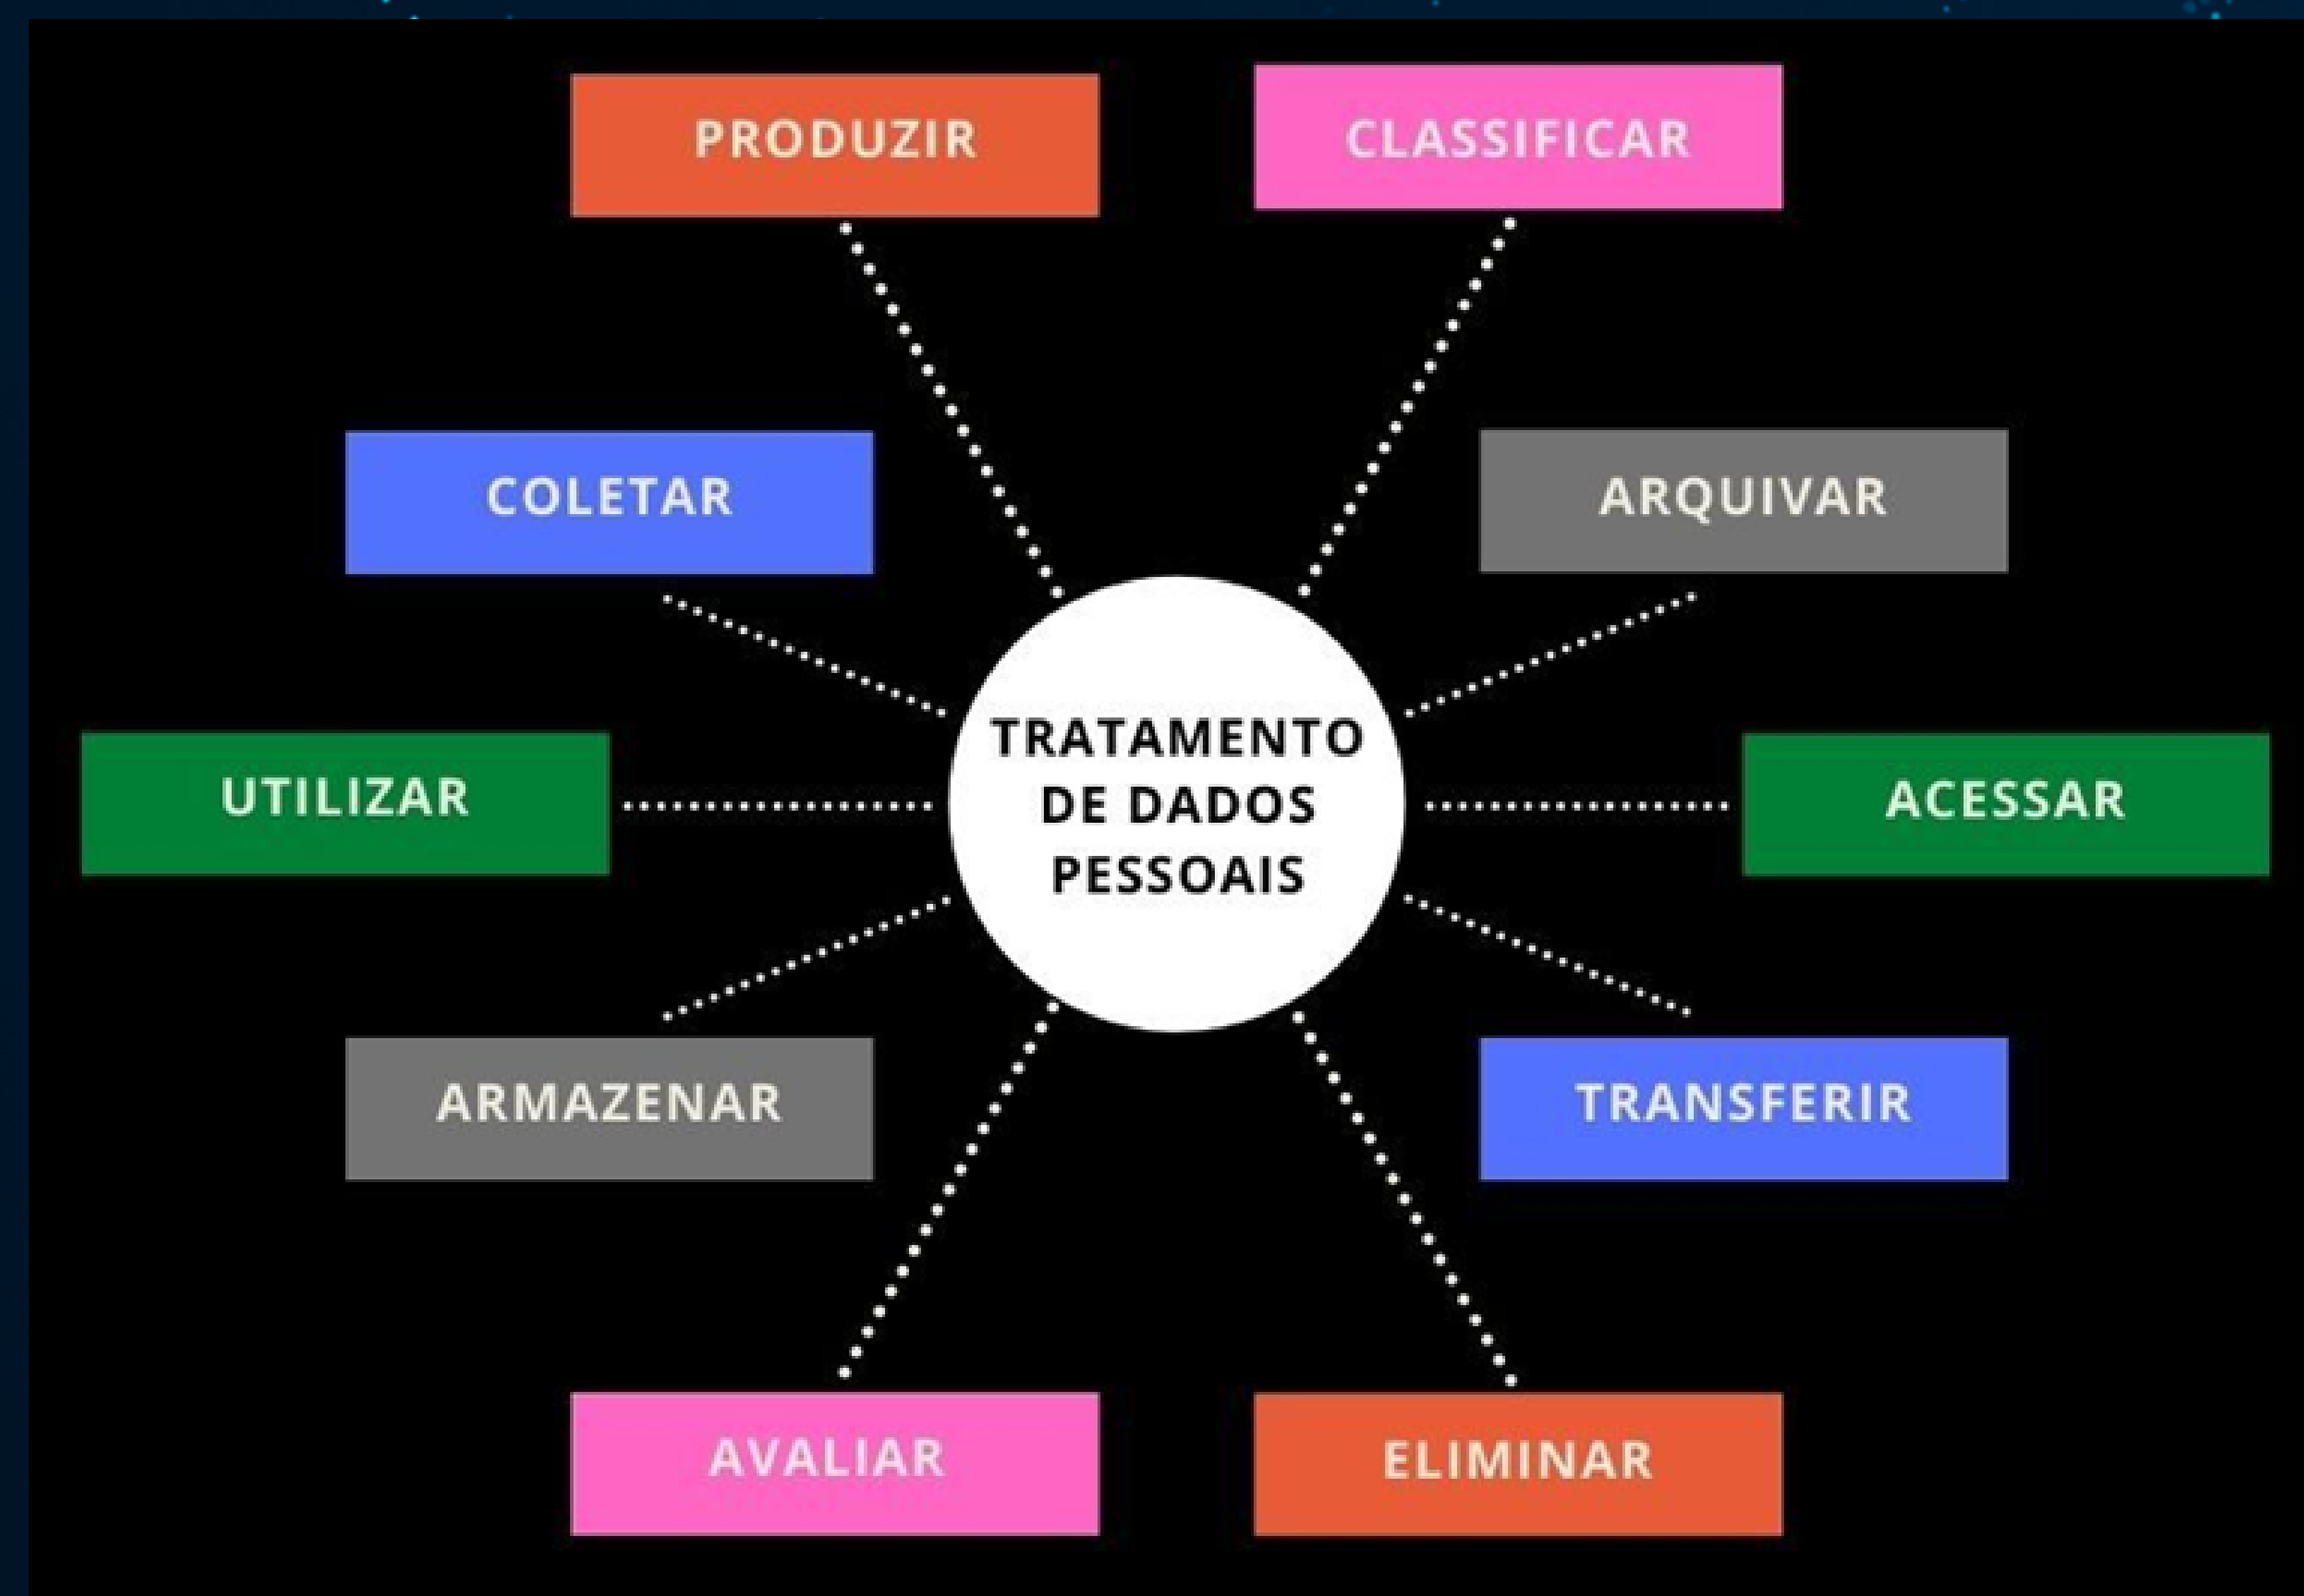 PRODUZIR
CLASSIFICAR
COLETAR
ARQUIVAR
TRATAMENTO
DE DADOS
PESSOAIS
UTILIZAR
ACESSAR
ARMAZENAR
TRANSFERIR
AVALIAR
ELIMINAR